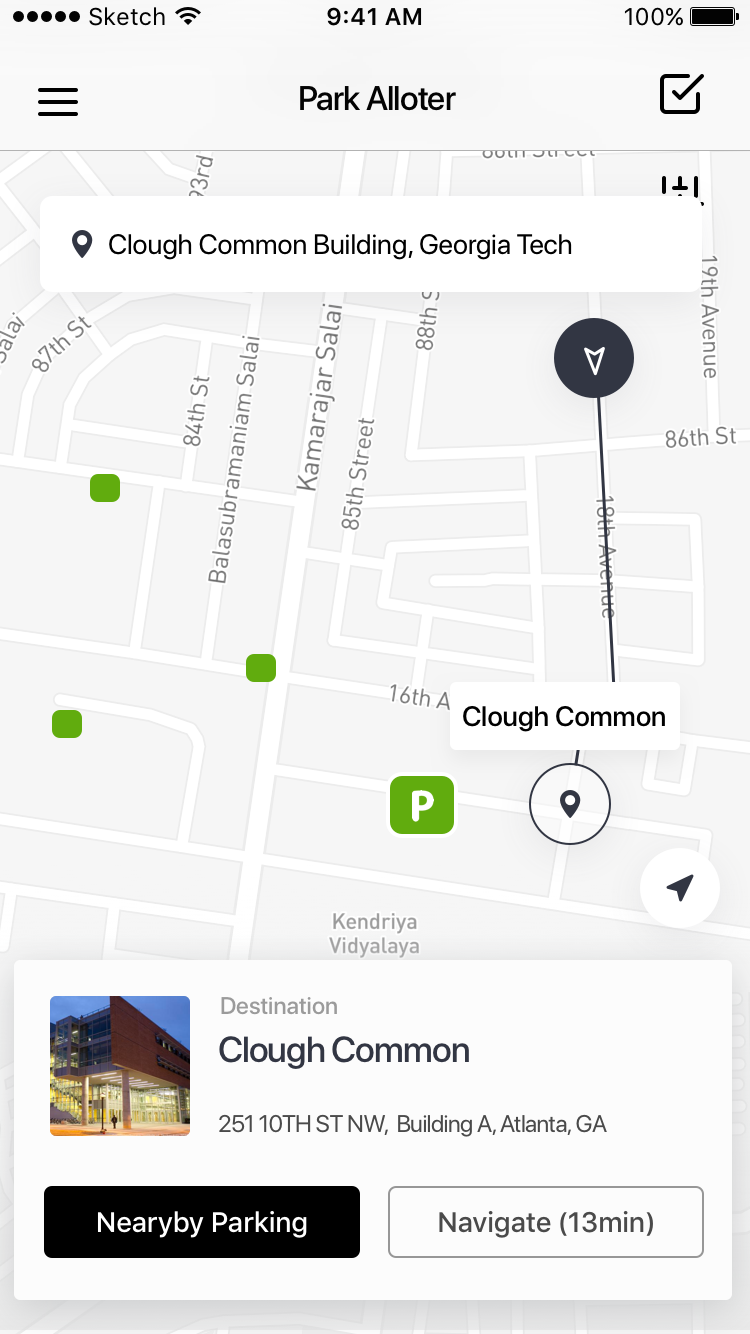 Sketch
9:41 AM
100%
Park Alloter
66th Street
93rd
Clough Common Building, Georgia Tech
19th Avenue
Salai
87th St
88th S
84th St
Balasubramaniam Salai
Kamarajar Salai
85th Street
86th St
18th Avenue
16th A
Clough Common
P
Kendriya
Vidyalaya
Destination
Clough Common
251 10TH ST NW, Building A, Atlanta, GA
Nearyby Parking
Navigate (13min)